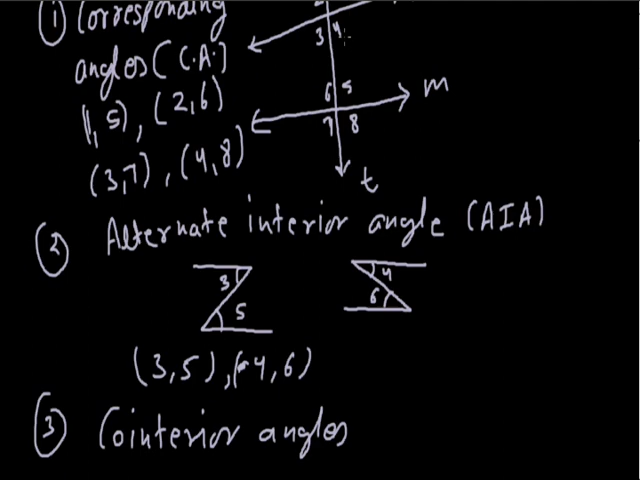 ① Corresponding
angles (C.A.)
(1, 5), (2,6)
(3,7), (4,8)
3 4
6 5
m
7 8
t
② Alternate interior angle (AIA)
3
5
4
6
(3,5), (4,6)
③ Cointerior angles